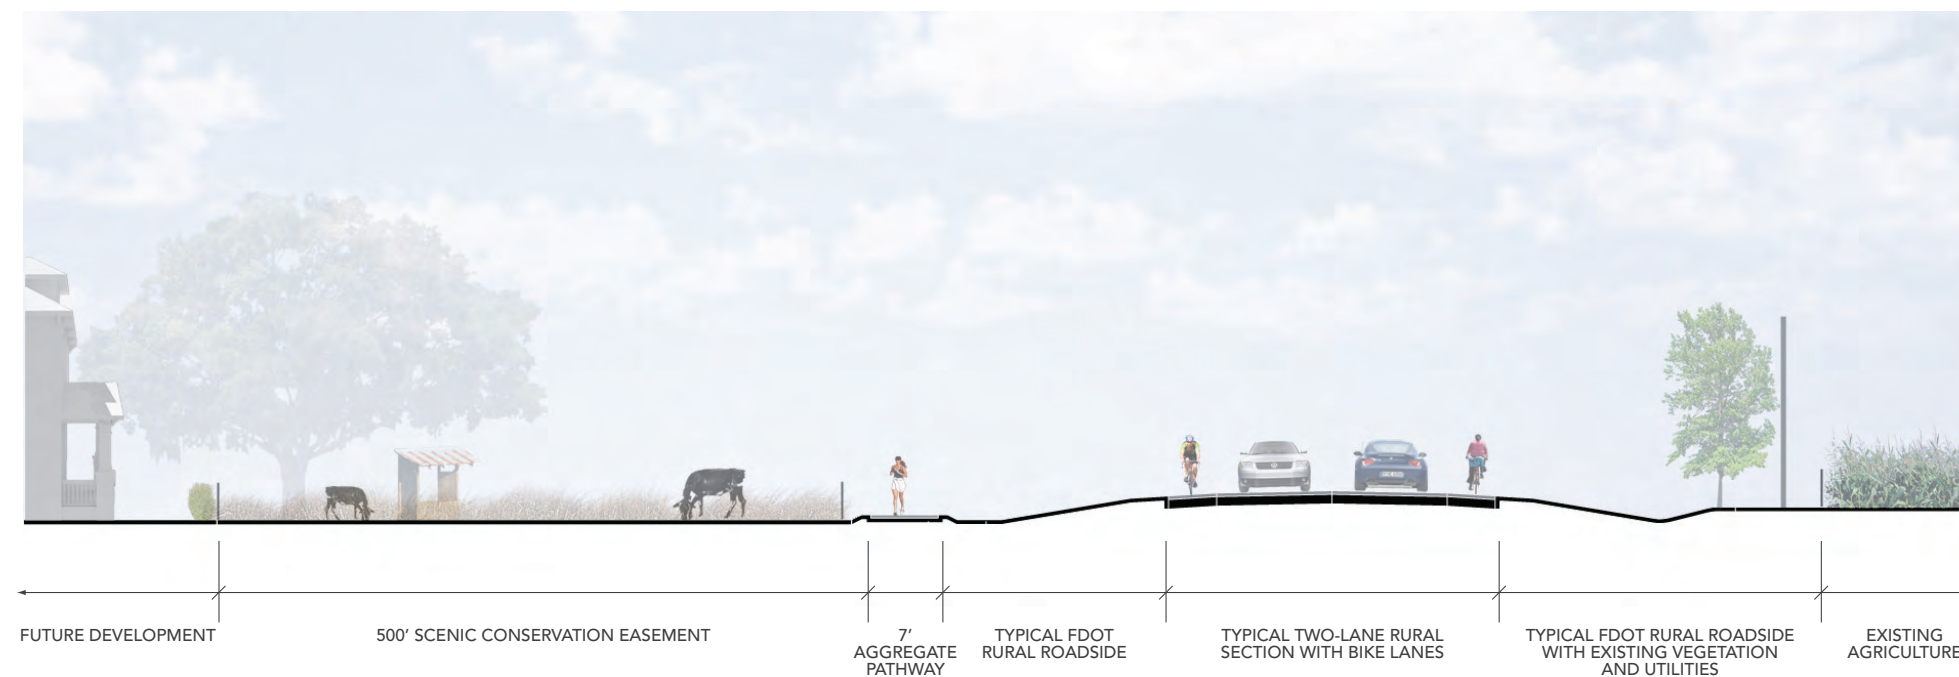 FUTURE DEVELOPMENT
500’ SCENIC CONSERVATION EASEMENT
7’
AGGREGATE
PATHWAY
TYPICAL FDOT
RURAL ROADSIDE
TYPICAL TWO-LANE RURAL
SECTION WITH BIKE LANES
TYPICAL FDOT RURAL ROADSIDE
WITH EXISTING VEGETATION
AND UTILITIES
EXISTING
AGRICULTURE